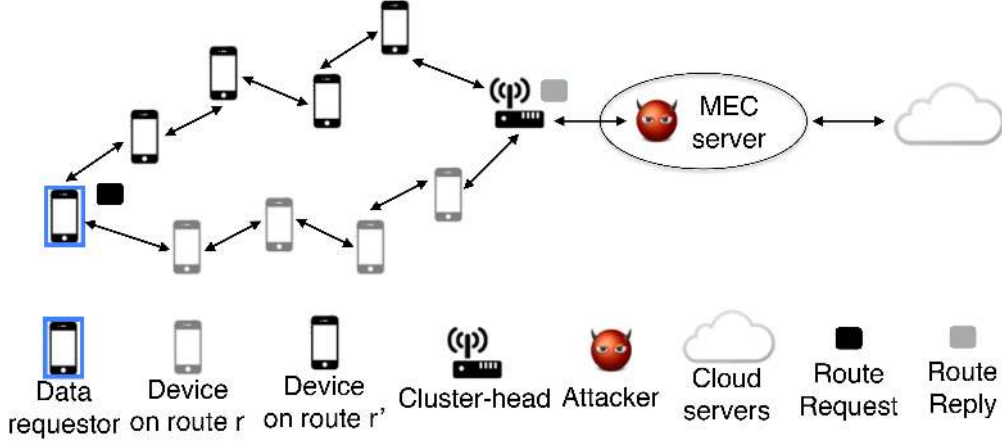 MEC
server
Data
requestor
Device
on route r
Device
on route r'
Cluster-head
Attacker
Cloud
servers
Route
Request
Route
Reply